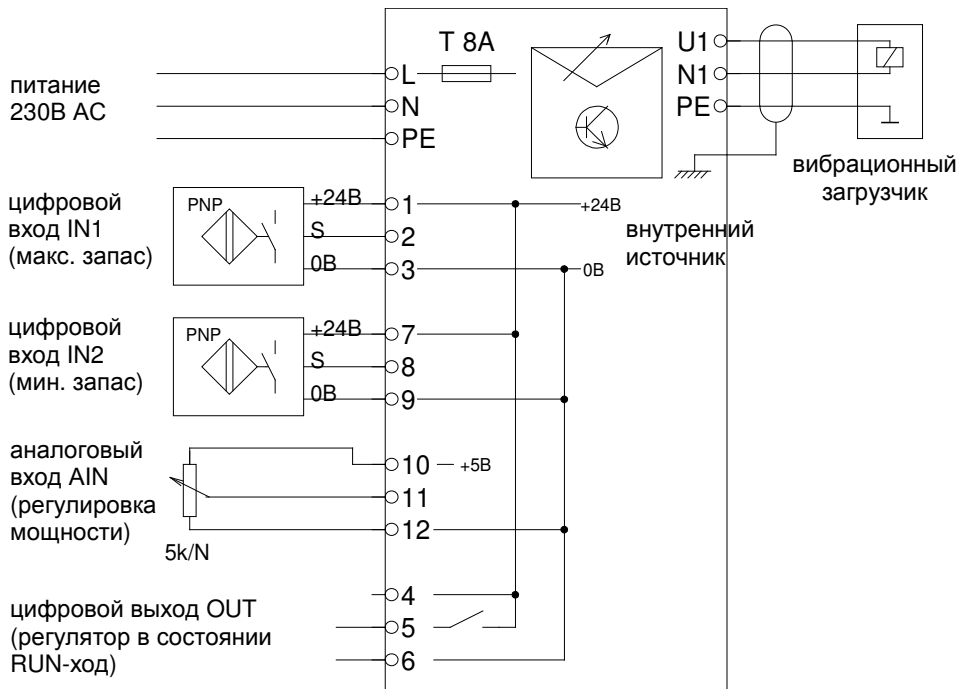 питание
230В AC
T 8A
L
N
PE
U1
N1
PE
вибрационный
загрузчик
цифровой
вход IN1
(макс. запас)
PNP
+24В
S
0В
1
2
3
+24В
внутренний
источник
0В
цифровой
вход IN2
(мин. запас)
PNP
+24В
S
0В
7
8
9
аналоговый
вход AIN
(регулировка
мощности)
5k/N
10
+5В
11
12
цифровой выход OUT
(регулятор в состоянии
RUN-ход)
4
5
6